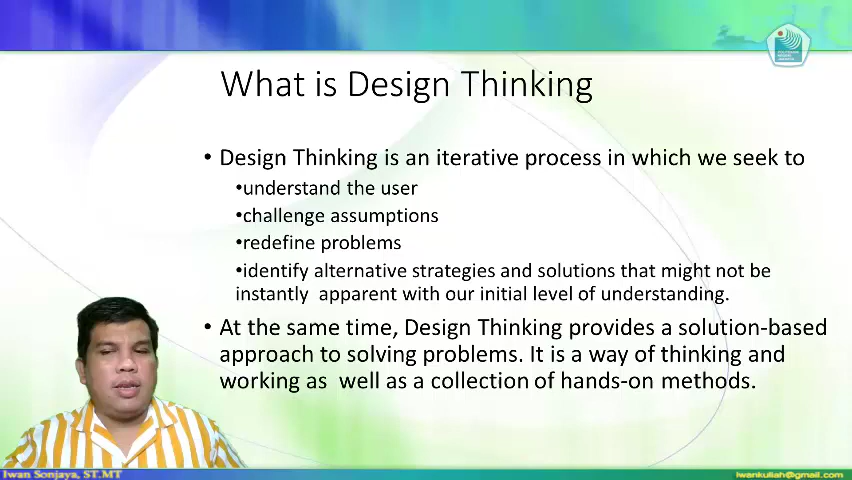 What is Design Thinking
• Design Thinking is an iterative process in which we seek to
•understand the user
•challenge assumptions
•redefine problems
•identify alternative strategies and solutions that might not be
instantly apparent with our initial level of understanding.
• At the same time, Design Thinking provides a solution-based
approach to solving problems. It is a way of thinking and
working as well as a collection of hands-on methods.
Iwan Sonjaya, ST.MT
iwankuliah@gmail.com